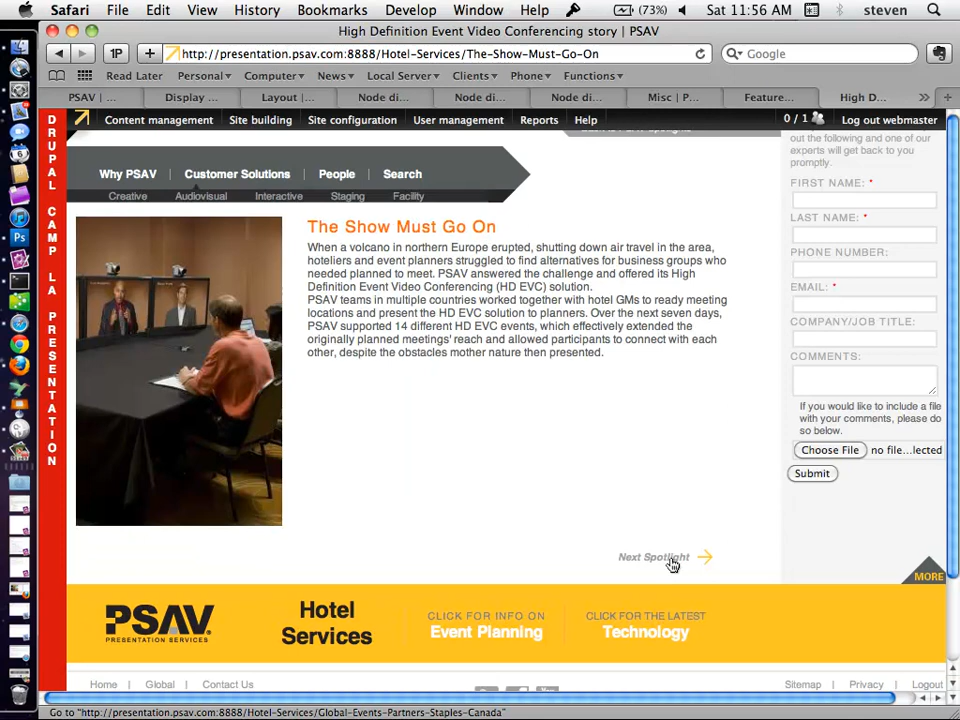 Safari File Edit View History Bookmarks Develop Window Help (73%) Sat 11:56 AM steven
High Definition Event Video Conferencing story | PSAV
1P + http://presentation.psav.com:8888/Hotel-Services/The-Show-Must-Go-On Google
Read Later Personal Computer News Local Server Clients Phone Functions
PSAV | ... Display ... Layout |... Node di... Node di... Node di... Misc | P... Feature... High D...
Content management Site building Site configuration User management Reports Help 0 / 1 Log out webmaster
DRUPAL CAMP LA PRESENTATION
out the following and one of our
experts will get back to you
promptly.
Why PSAV | Customer Solutions | People | Search
Creative Audiovisual Interactive Staging Facility
The Show Must Go On
When a volcano in northern Europe erupted, shutting down air travel in the area,
hoteliers and event planners struggled to find alternatives for business groups who
needed planned to meet. PSAV answered the challenge and offered its High
Definition Event Video Conferencing (HD EVC) solution.
PSAV teams in multiple countries worked together with hotel GMs to ready meeting
locations and present the HD EVC solution to planners. Over the next seven days,
PSAV supported 14 different HD EVC events, which effectively extended the
originally planned meetings' reach and allowed participants to connect with each
other, despite the obstacles mother nature then presented.
FIRST NAME: *
LAST NAME: *
PHONE NUMBER:
EMAIL: *
COMPANY/JOB TITLE:
COMMENTS:
If you would like to include a file
with your comments, please do
so below.
Choose File no file...lected
Submit
Next Spotlight
MORE
PSAV
PRESENTATION SERVICES
Hotel
Services
CLICK FOR INFO ON
Event Planning
CLICK FOR THE LATEST
Technology
Home | Global | Contact Us Sitemap | Privacy | Logout
Go to "http://presentation.psav.com:8888/Hotel-Services/Global-Events-Partners-Staples-Canada"